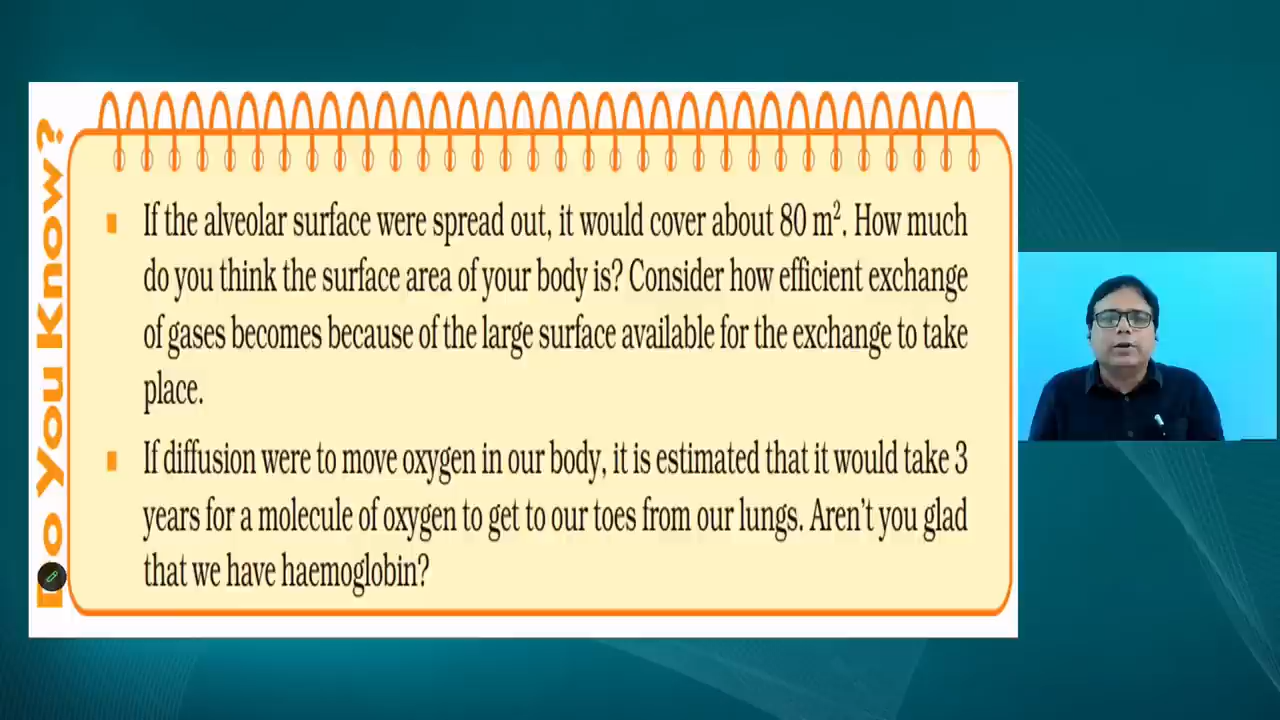 Do You Know?
If the alveolar surface were spread out, it would cover about 80 m². How much
do you think the surface area of your body is? Consider how efficient exchange
of gases becomes because of the large surface available for the exchange to take
place.
If diffusion were to move oxygen in our body, it is estimated that it would take 3
years for a molecule of oxygen to get to our toes from our lungs. Aren't you glad
that we have haemoglobin?